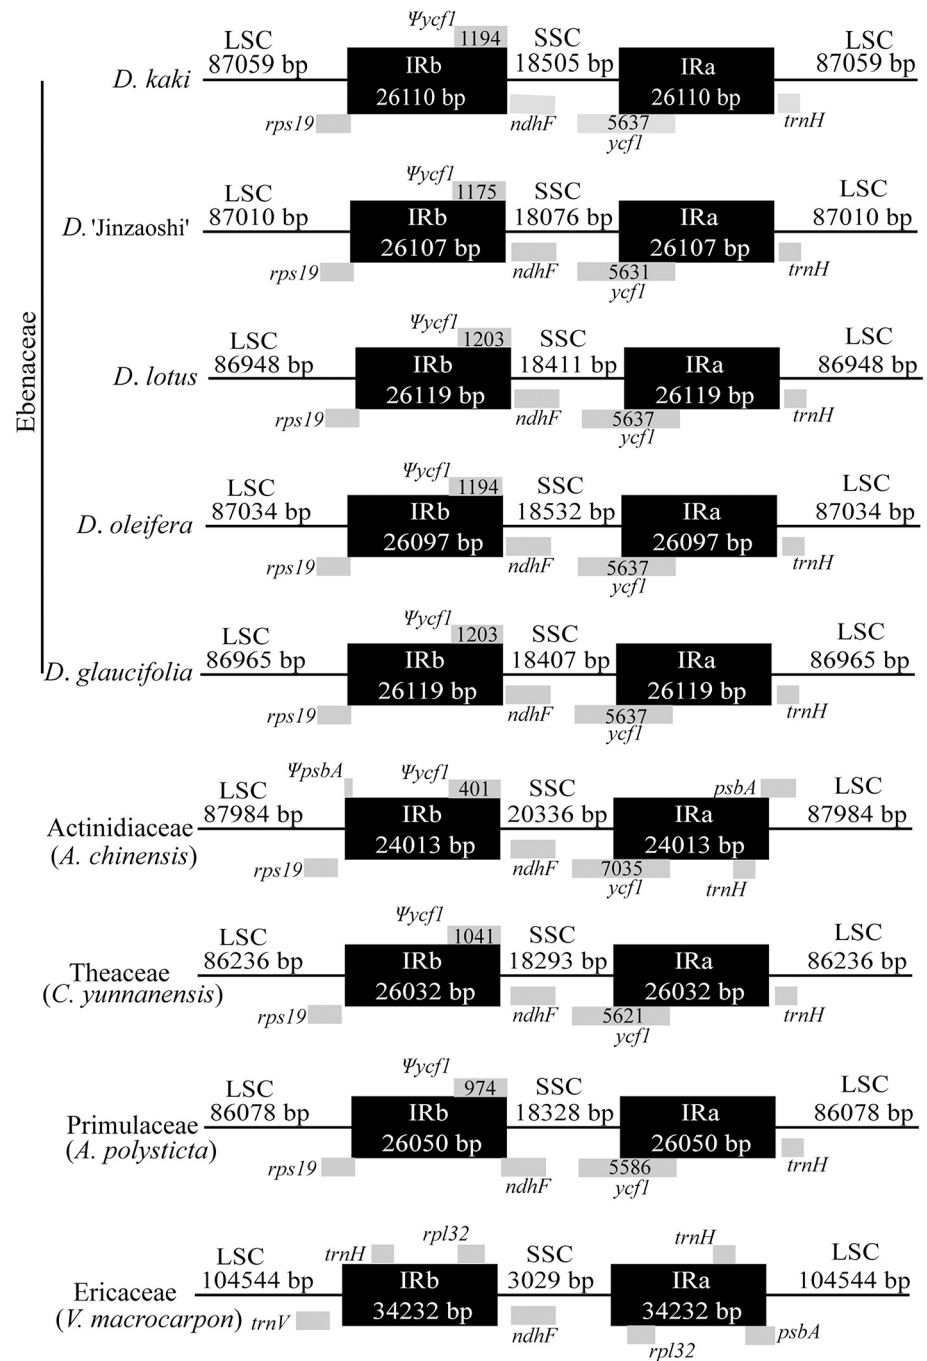 Ebenaceae
Ψycf1
1194
LSC
SSC
LSC
87059 bp
IRb
18505 bp
IRa
87059 bp
D. kaki
26110 bp
26110 bp
rps19
ndhF
5637
trnH
ycf1
Ψycf1
1175
LSC
SSC
LSC
87010 bp
IRb
18076 bp
IRa
87010 bp
D. 'Jinzaoshi'
26107 bp
26107 bp
rps19
ndhF
5631
trnH
ycf1
Ψycf1
1203
LSC
SSC
LSC
86948 bp
IRb
18411 bp
IRa
86948 bp
D. lotus
26119 bp
26119 bp
rps19
ndhF
5637
trnH
ycf1
Ψycf1
1194
LSC
SSC
LSC
87034 bp
IRb
18532 bp
IRa
87034 bp
D. oleifera
26097 bp
26097 bp
rps19
ndhF
5637
trnH
ycf1
Ψycf1
1203
LSC
SSC
LSC
86965 bp
IRb
18407 bp
IRa
86965 bp
D. glaucifolia
26119 bp
26119 bp
rps19
ndhF
5637
trnH
ycf1
ΨpsbA
Ψycf1
401
psbA
LSC
SSC
LSC
87984 bp
IRb
20336 bp
IRa
87984 bp
Actinidiaceae
(A. chinensis)
24013 bp
24013 bp
rps19
ndhF
7035
ycf1
trnH
Ψycf1
1041
LSC
SSC
LSC
86236 bp
IRb
18293 bp
IRa
86236 bp
Theaceae
(C. yunnanensis)
26032 bp
26032 bp
rps19
ndhF
5621
trnH
ycf1
Ψycf1
974
LSC
SSC
LSC
86078 bp
IRb
18328 bp
IRa
86078 bp
Primulaceae
(A. polysticta)
26050 bp
26050 bp
rps19
ndhF
5586
trnH
ycf1
trnH
rpl32
trnH
LSC
SSC
LSC
104544 bp
IRb
3029 bp
IRa
104544 bp
Ericaceae
(V. macrocarpon)
34232 bp
34232 bp
trnV
ndhF
rpl32
psbA